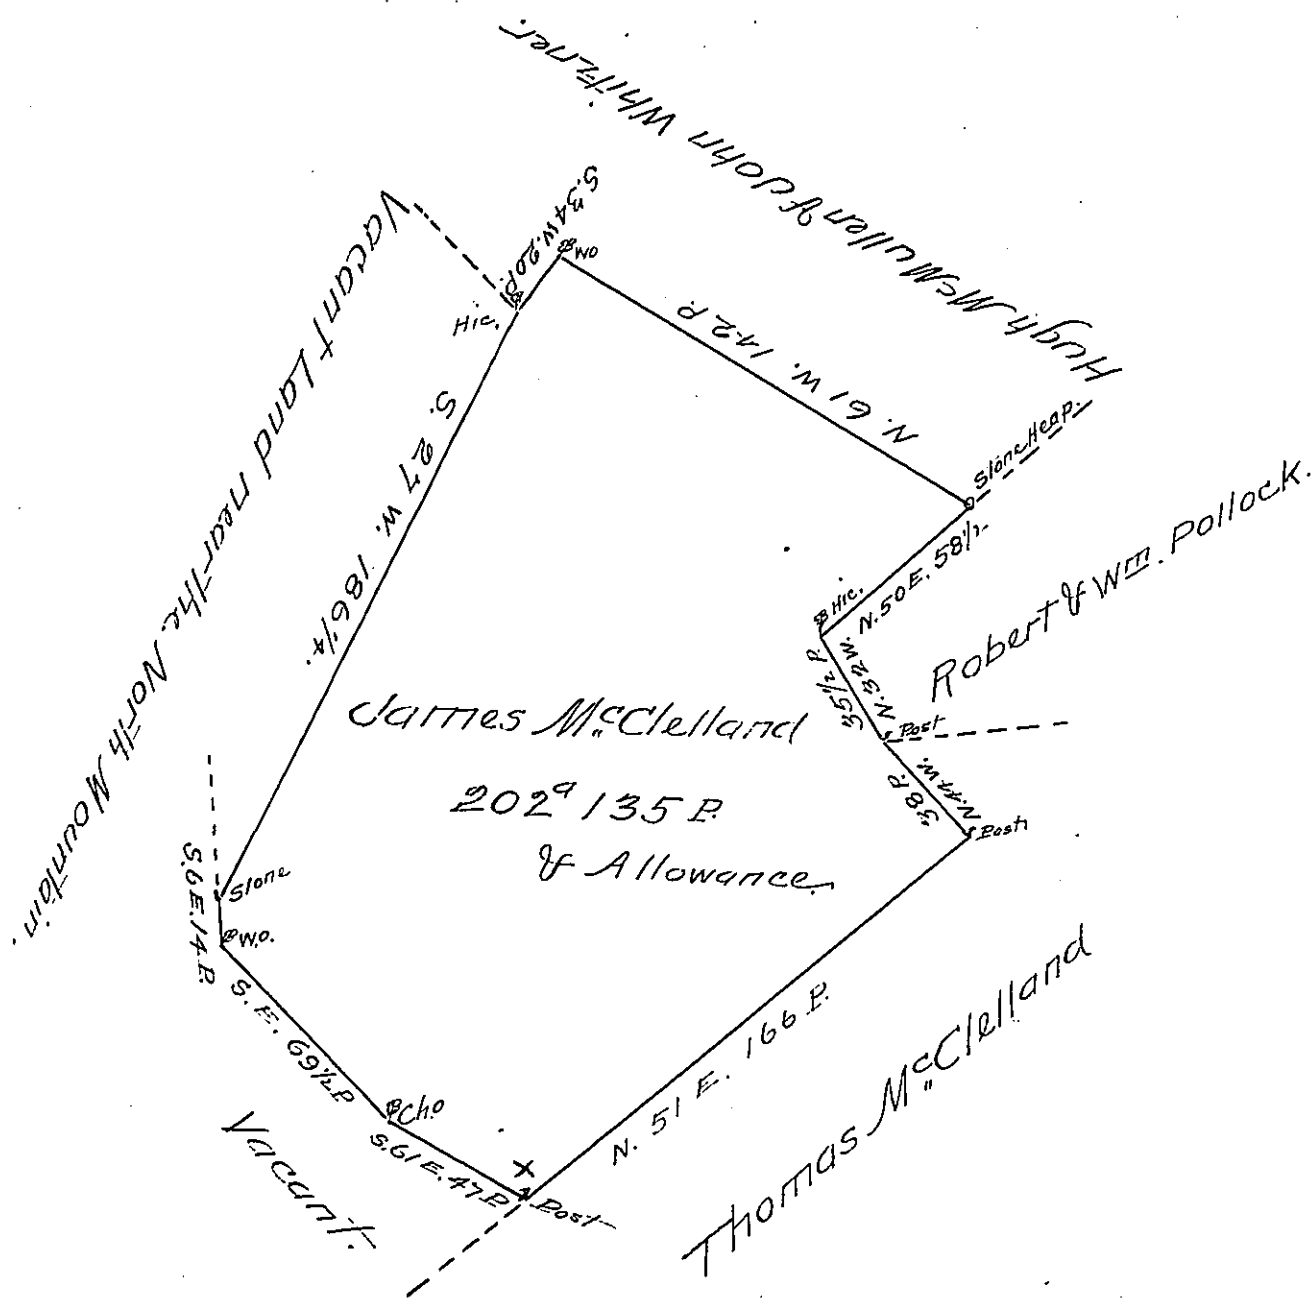 Hugh McMullen & John Whitzner.
S. 34 W. 20 P.
WO
Hic,
N. 61 W. 142 P.
Stone Heap.
Vacant Land near the North Mountain.
S. 27 W. 186 1/4.
N. 50 E. 58 1/2
Hic,
Robert & Wm. Pollock.
N. 32 W.
35 1/2 P.
Post
James McClelland
202a 135 P.
& Allowance
N. 44 W.
38 P.
Post
Stone
S. 6 E. 14 P.
W.O.
S. E. 69 1/2 P.
Ch.o
S. 61 E. 47 P.
X
Post
N. 51 E. 166 P.
Thomas McClelland
Vacant.